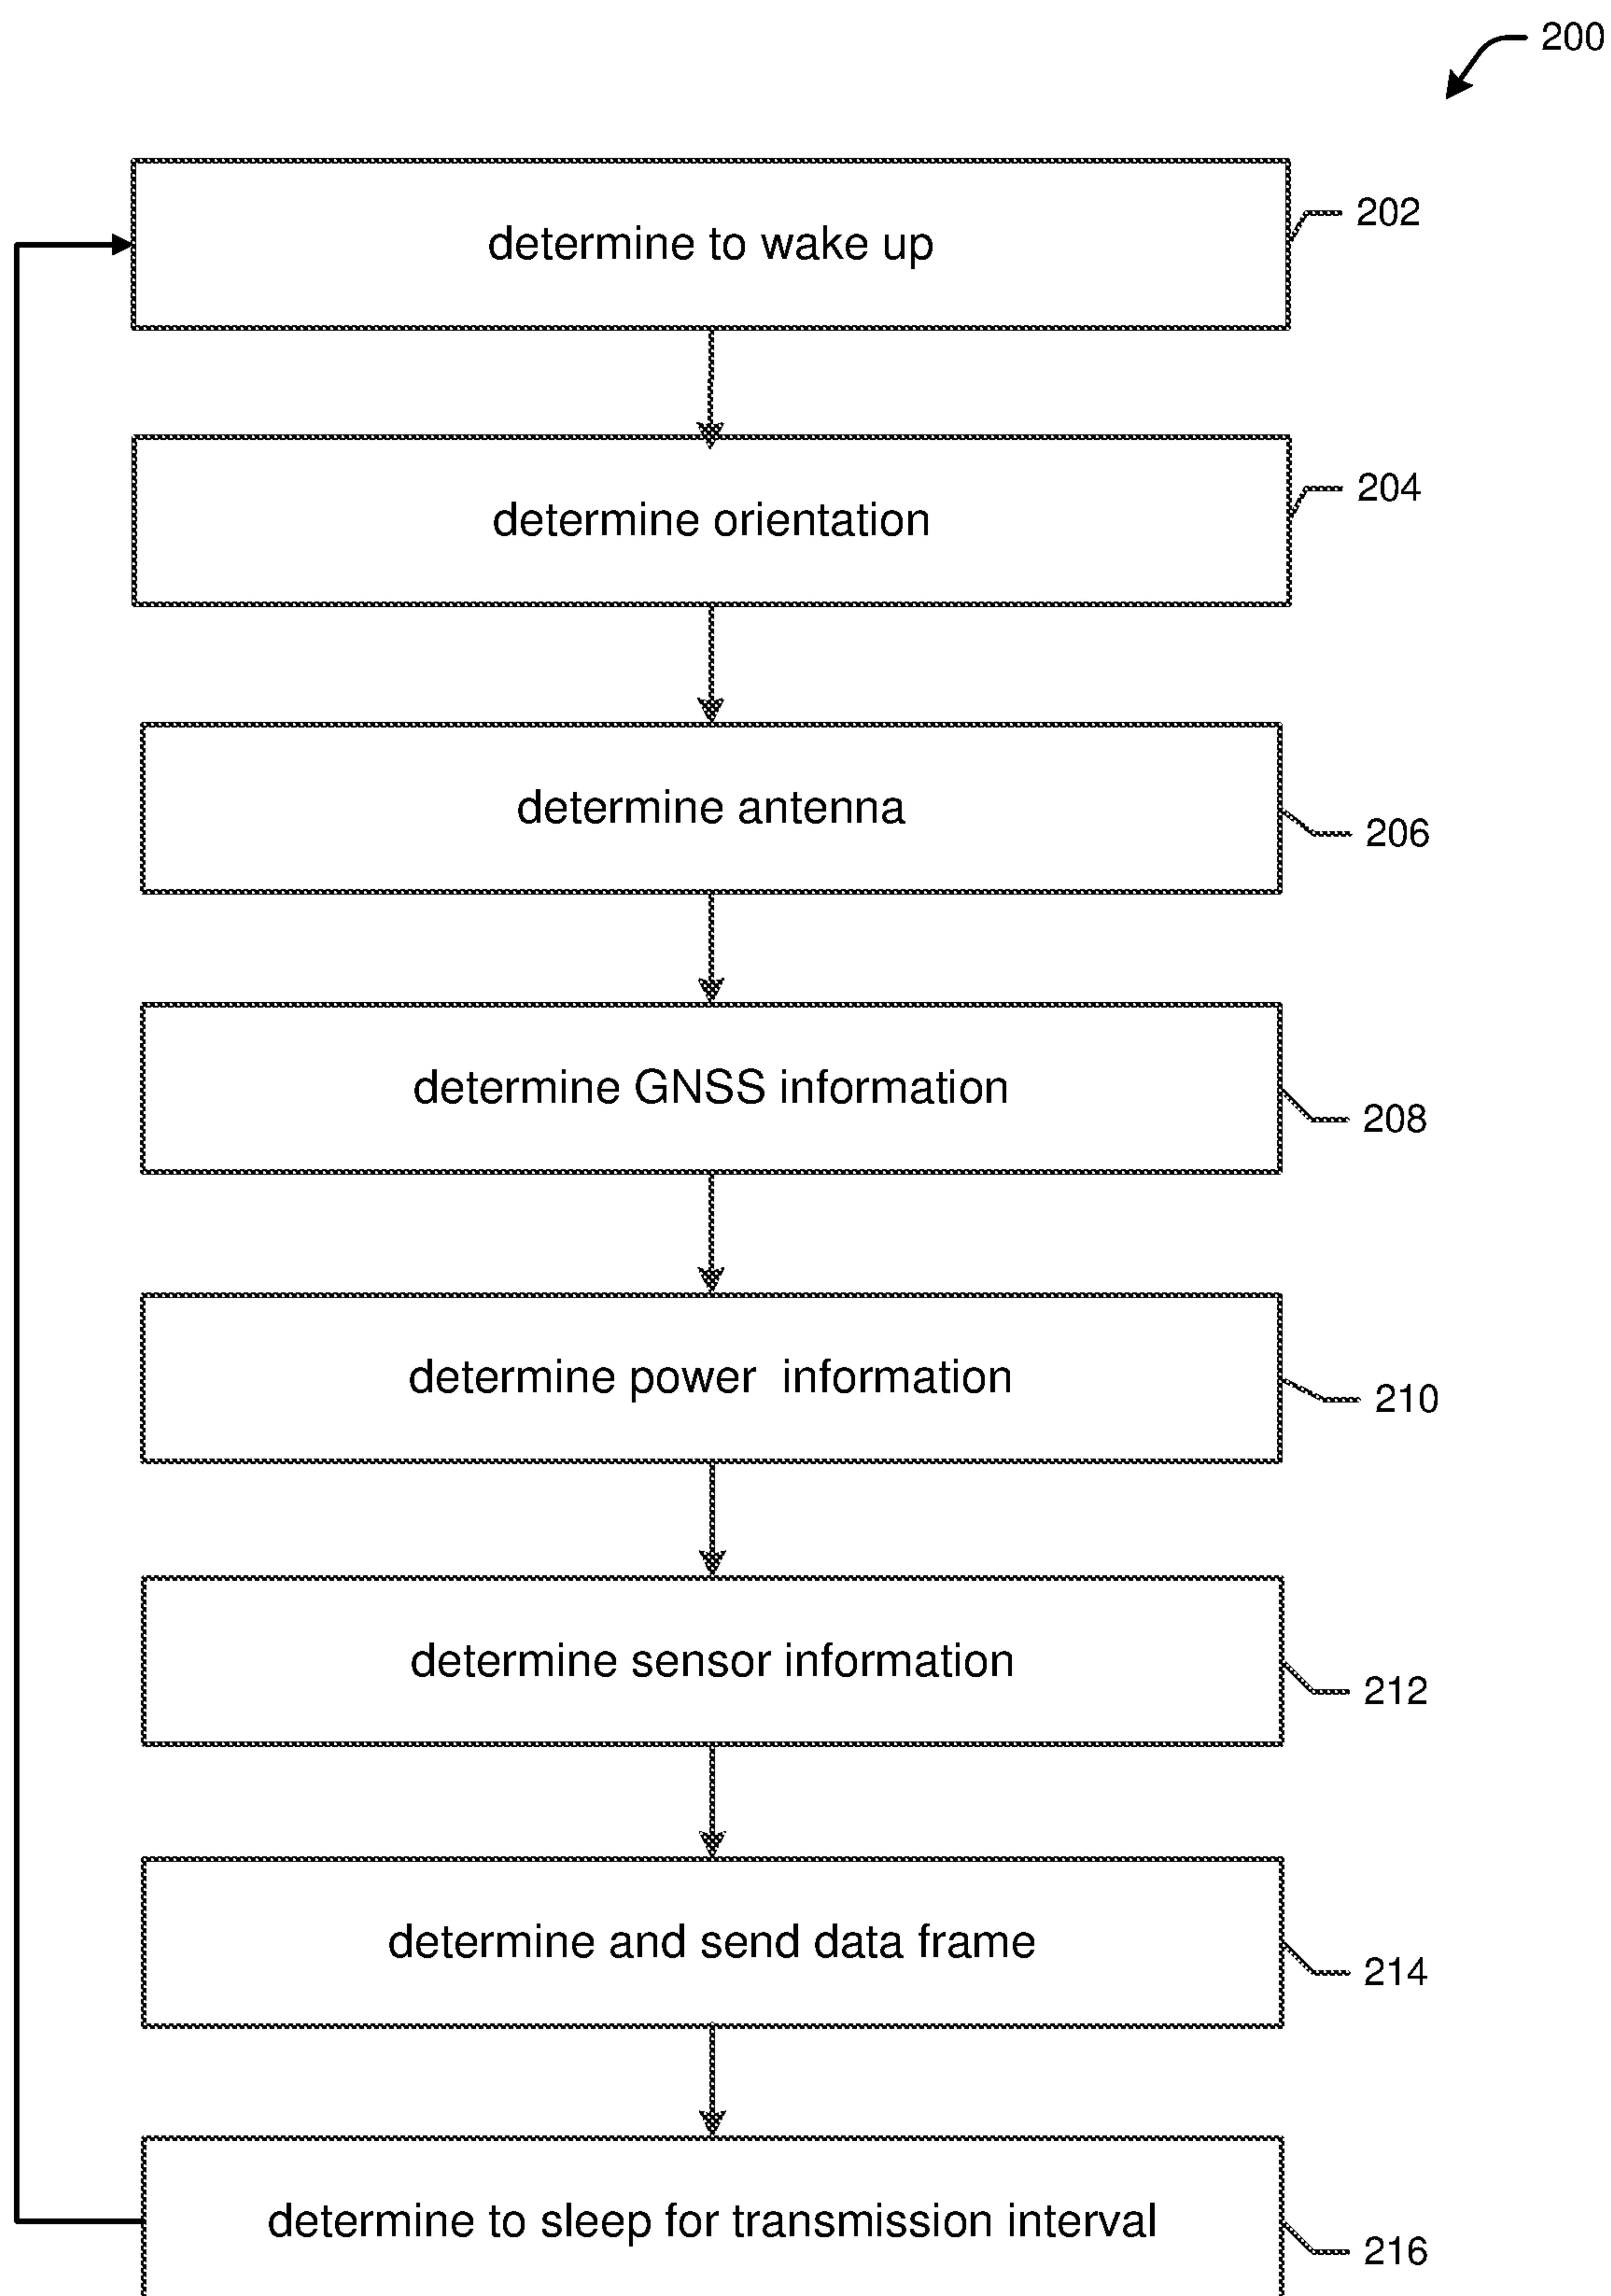 200
determine to wake up
202
determine orientation
204
determine antenna
206
determine GNSS information
208
determine power information
210
determine sensor information
212
determine and send data frame
214
determine to sleep for transmission interval
216